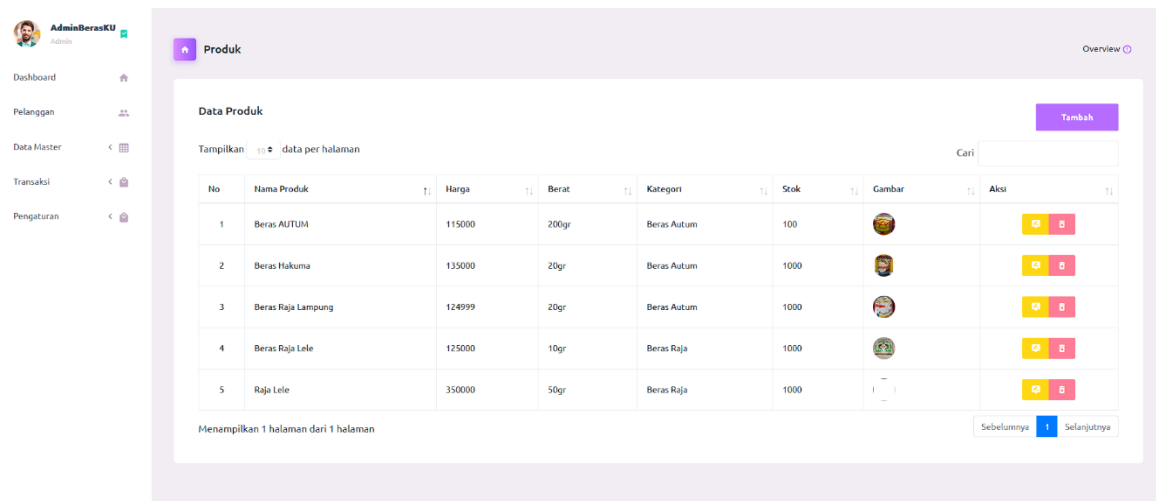 AdminBerasKU
Admin
Dashboard
Pelanggan
Data Master
Transaksi
Pengaturan
Produk
Overview
Data Produk
Tambah
Tampilkan 10 data per halaman
Cari
No Nama Produk Harga Berat Kategori Stok Gambar Aksi
1 Beras AUTUM 115000 200gr Beras Autum 100
2 Beras Hakuma 135000 20gr Beras Autum 1000
3 Beras Raja Lampung 124999 20gr Beras Autum 1000
4 Beras Raja Lele 125000 10gr Beras Raja 1000
5 Raja Lele 350000 50gr Beras Raja 1000
Menampilkan 1 halaman dari 1 halaman
Sebelumnya 1 Selanjutnya